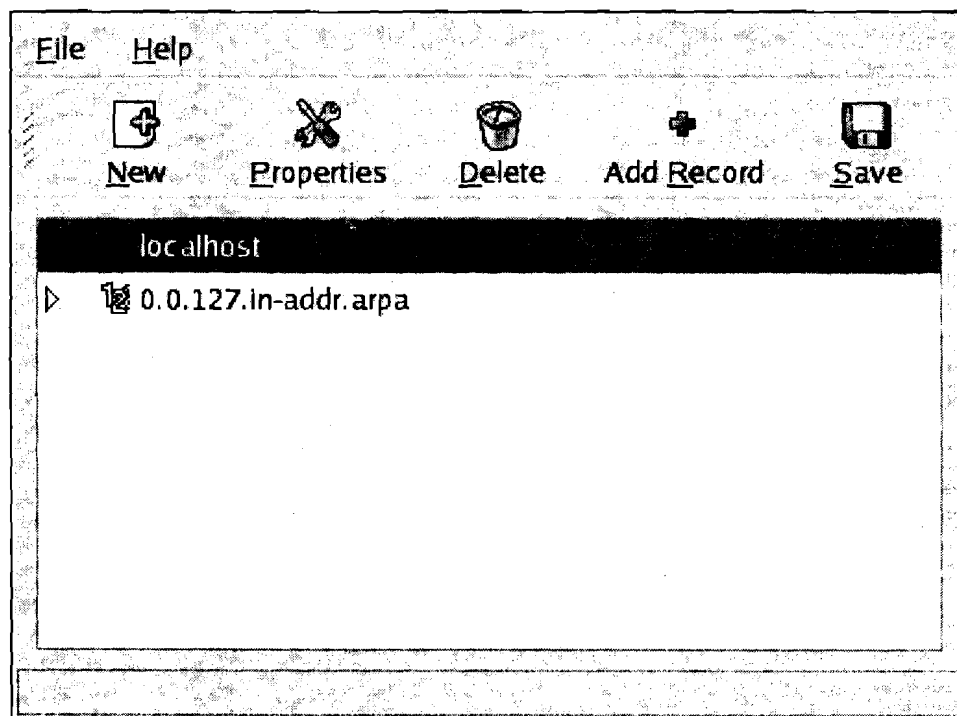 File Help
New Properties Delete Add Record Save
localhost
0.0.127.in-addr.arpa